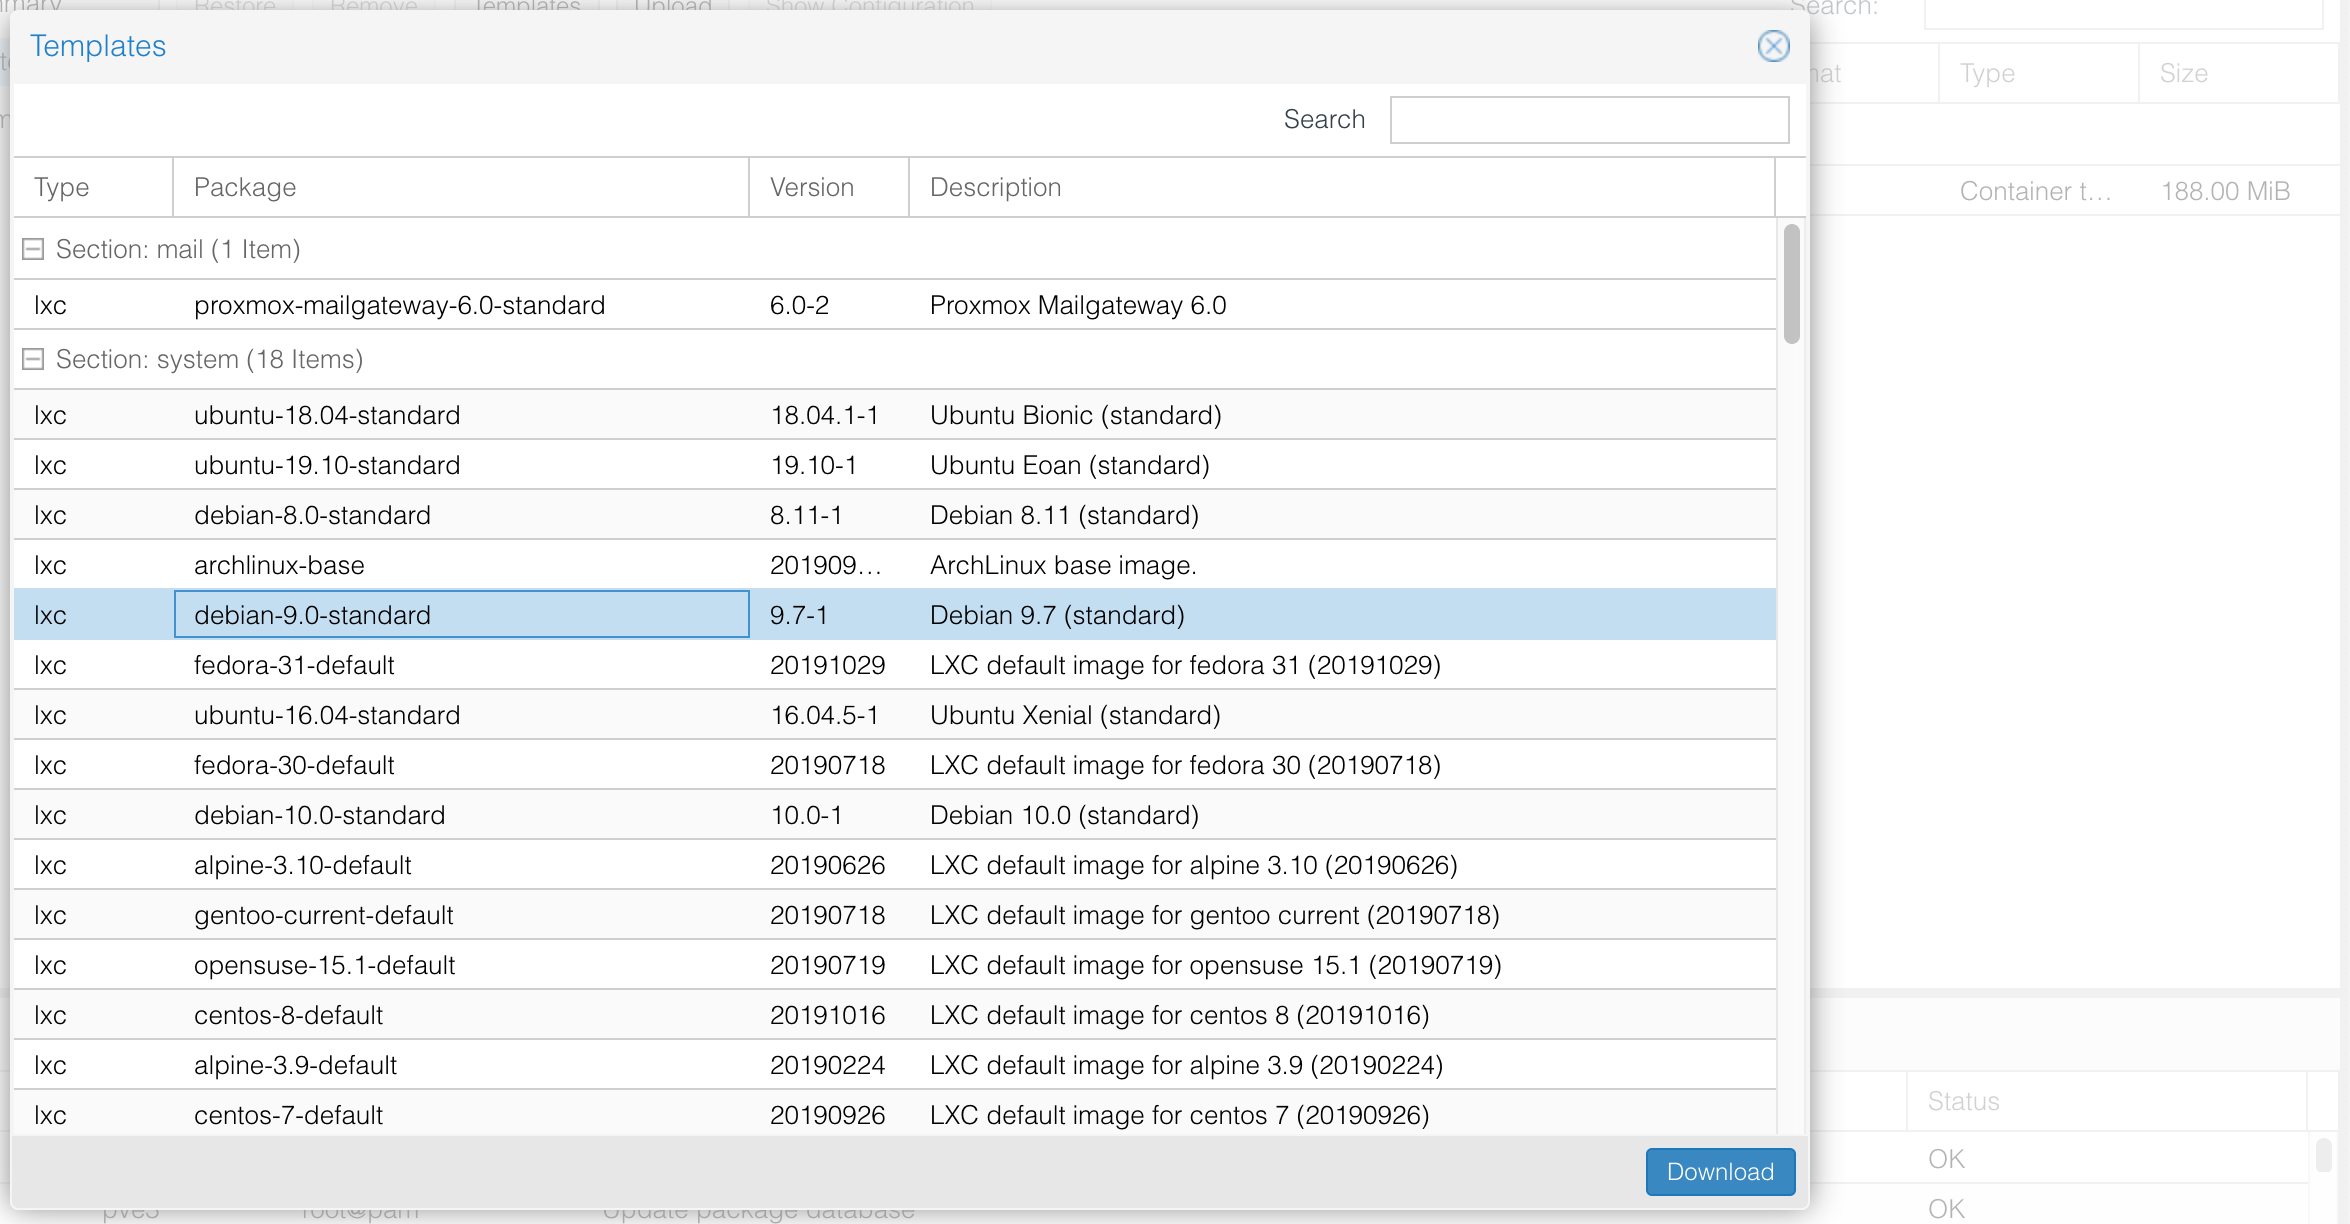 Restore Remove Templates Upload Show Configuration Search:
Templates
Type Size
Search
Type Package Version Description
Container t... 188.00 MiB
Section: mail (1 Item)
lxc proxmox-mailgateway-6.0-standard 6.0-2 Proxmox Mailgateway 6.0
Section: system (18 Items)
lxc ubuntu-18.04-standard 18.04.1-1 Ubuntu Bionic (standard)
lxc ubuntu-19.10-standard 19.10-1 Ubuntu Eoan (standard)
lxc debian-8.0-standard 8.11-1 Debian 8.11 (standard)
lxc archlinux-base 201909... ArchLinux base image.
lxc debian-9.0-standard 9.7-1 Debian 9.7 (standard)
lxc fedora-31-default 20191029 LXC default image for fedora 31 (20191029)
lxc ubuntu-16.04-standard 16.04.5-1 Ubuntu Xenial (standard)
lxc fedora-30-default 20190718 LXC default image for fedora 30 (20190718)
lxc debian-10.0-standard 10.0-1 Debian 10.0 (standard)
lxc alpine-3.10-default 20190626 LXC default image for alpine 3.10 (20190626)
lxc gentoo-current-default 20190718 LXC default image for gentoo current (20190718)
lxc opensuse-15.1-default 20190719 LXC default image for opensuse 15.1 (20190719)
lxc centos-8-default 20191016 LXC default image for centos 8 (20191016)
lxc alpine-3.9-default 20190224 LXC default image for alpine 3.9 (20190224)
Status
lxc centos-7-default 20190926 LXC default image for centos 7 (20190926)
OK
Download
pve3 root@pam Update package database OK